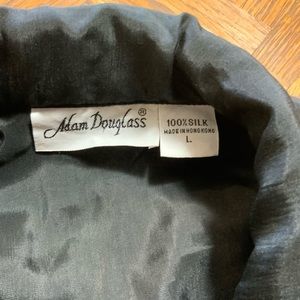 Adam Douglass®
100% SILK
MADE IN HONG KONG
L